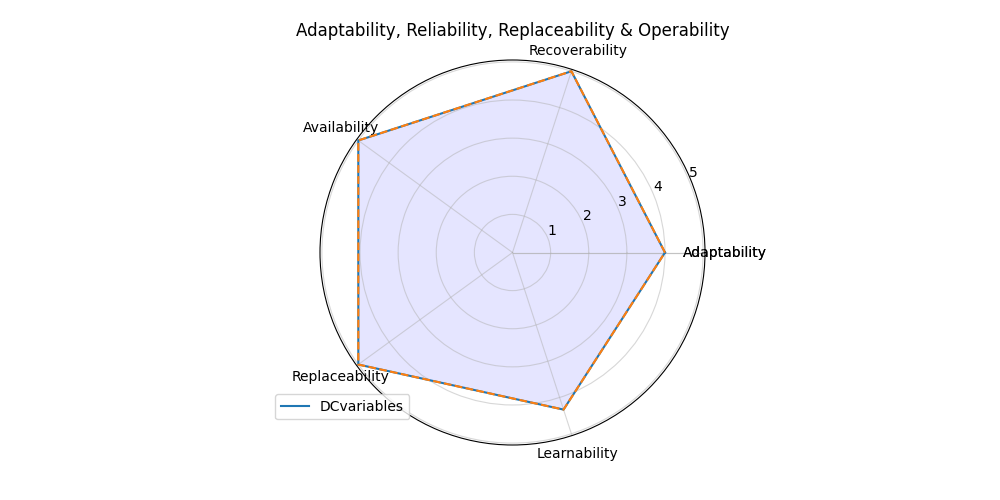 Adaptability, Reliability, Replaceability & Operability
Recoverability
Availability
5
4
3
2
1
Adaptability
Replaceability
DCvariables
Learnability